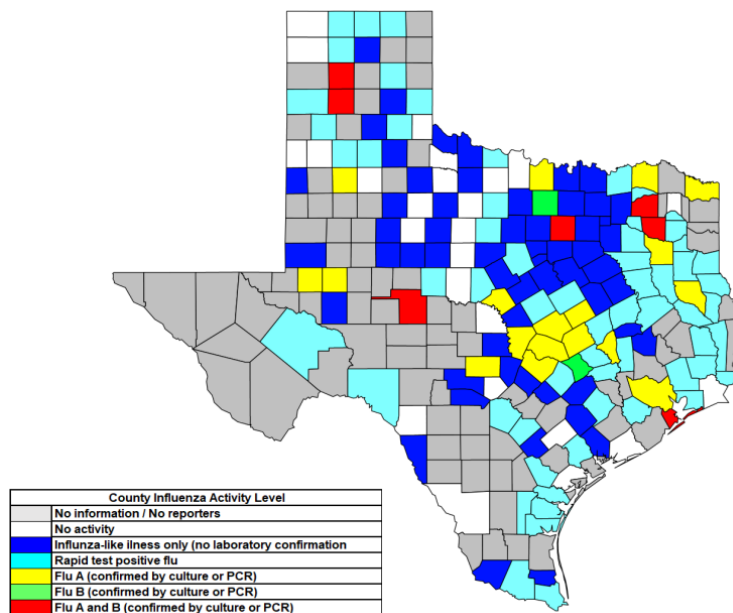 County Influenza Activity Level
No information / No reporters
No activity
Influnza-like ilness only (no laboratory confirmation
Rapid test positive flu
Flu A (confirmed by culture or PCR)
Flu B (confirmed by culture or PCR)
Flu A and B (confirmed by culture or PCR)